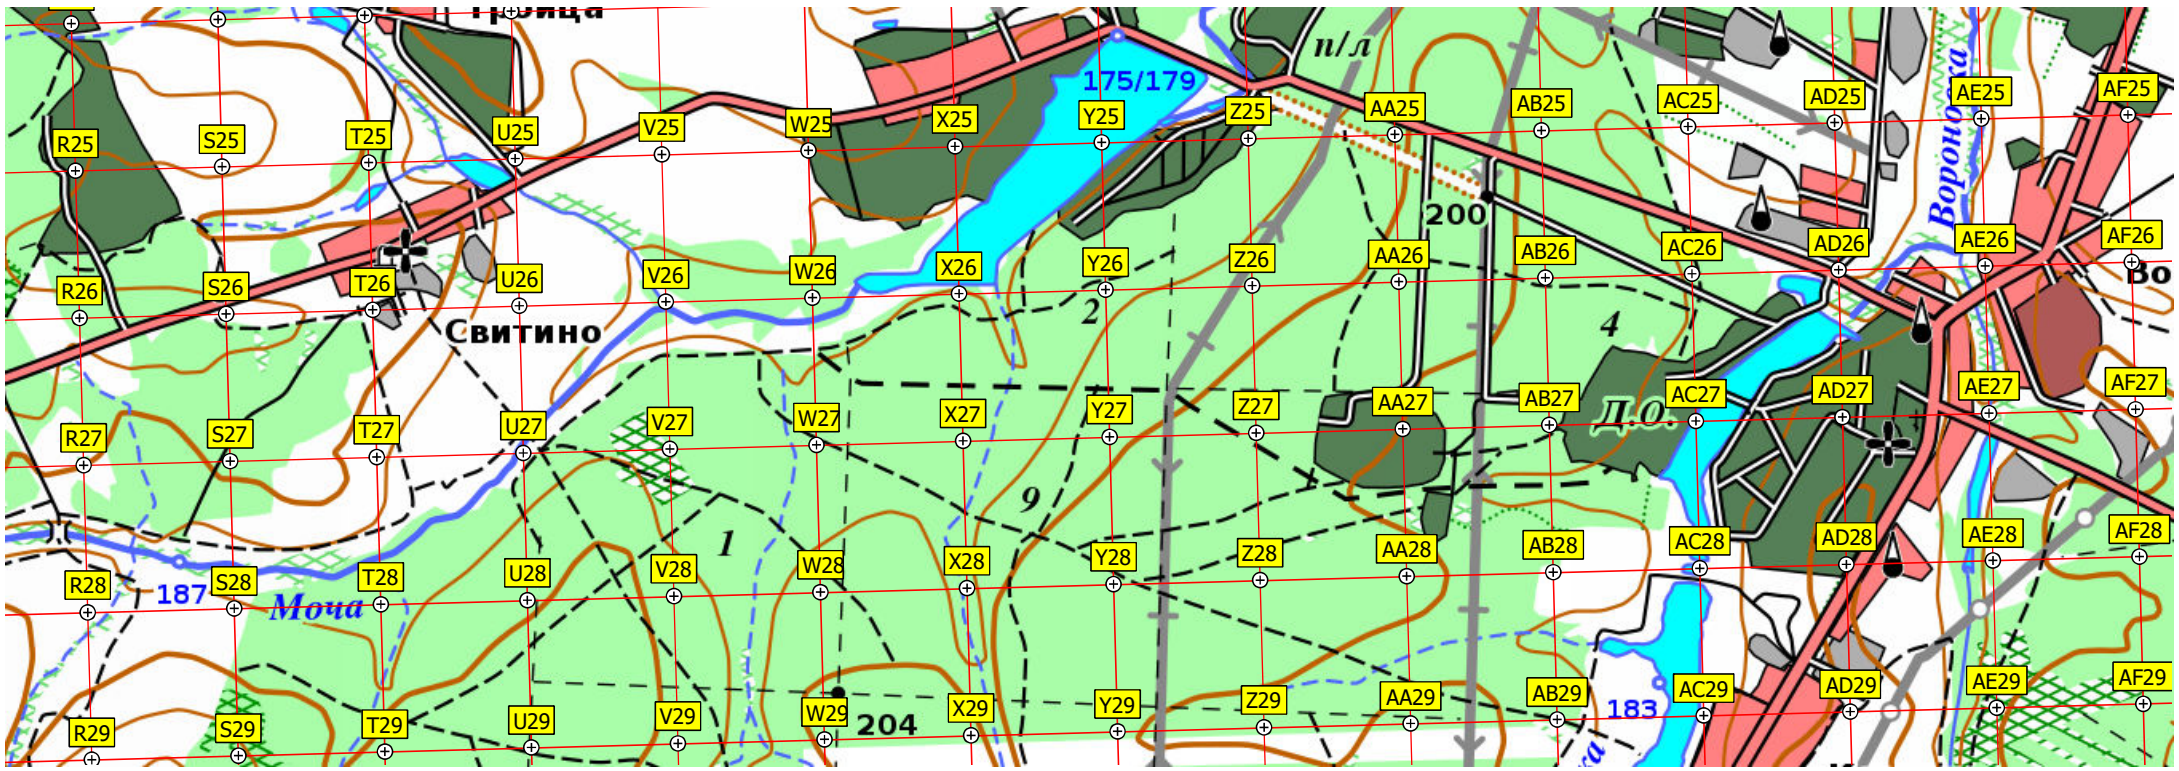 Троица
п/л
175/179
Вороновка
R25 S25 T25 U25 V25 W25 X25 Y25 Z25 AA25 AB25 AC25 AD25 AE25 AF25
200
R26 S26 T26 U26 V26 W26 X26 Y26 Z26 AA26 AB26 AC26 AD26 AE26 AF26
Во
Свитино
2
4
R27 S27 T27 U27 V27 W27 X27 Y27 Z27 AA27 AB27 AC27 AD27 AE27 AF27
Д.О.
9
1
R28 S28 T28 U28 V28 W28 X28 Y28 Z28 AA28 AB28 AC28 AD28 AE28 AF28
187
Моча
R29 S29 T29 U29 V29 W29 X29 Y29 Z29 AA29 AB29 AC29 AD29 AE29 AF29
204
183
ка